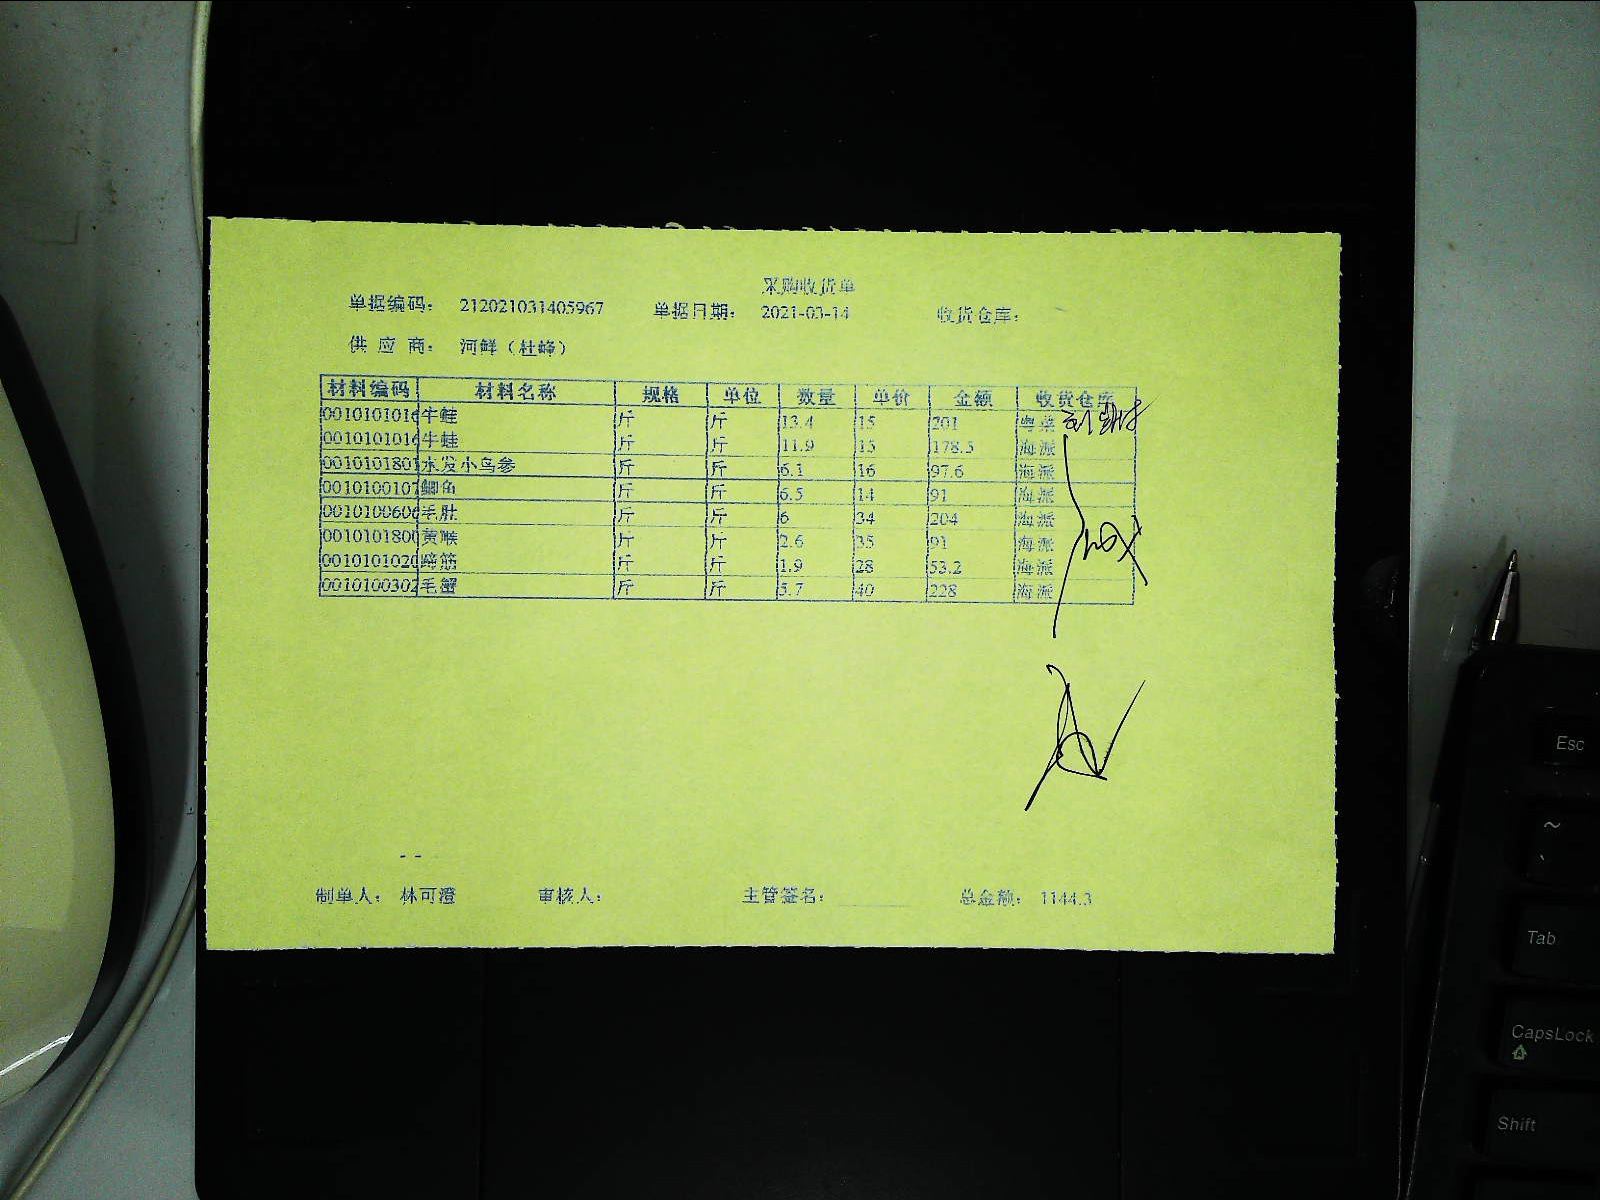 采购收货单
单据编码： 212021031405967 单据日期： 2021-03-14 收货仓库：
供 应 商： 河鲜（杜峰）
材料编码 材料名称 规格 单位 数量 单价 金额 收货仓库
0010101016 牛蛙 斤 斤 13.4 15 201 粤菜
0010101016 牛蛙 斤 斤 11.9 15 178.5 海派
0010101801 水发小乌参 斤 斤 6.1 16 97.6 海派
0010100107 鲫鱼 斤 斤 6.5 14 91 海派
0010100606 毛肚 斤 斤 6 34 204 海派
0010101800 黄喉 斤 斤 2.6 35 91 海派
0010101020 蹄筋 斤 斤 1.9 28 53.2 海派
0010100302 毛蟹 斤 斤 5.7 40 228 海派
--
制单人： 林可澄 审核人： 主管签名： 总金额： 1144.3
Esc
~
Tab
CapsLock
Shift